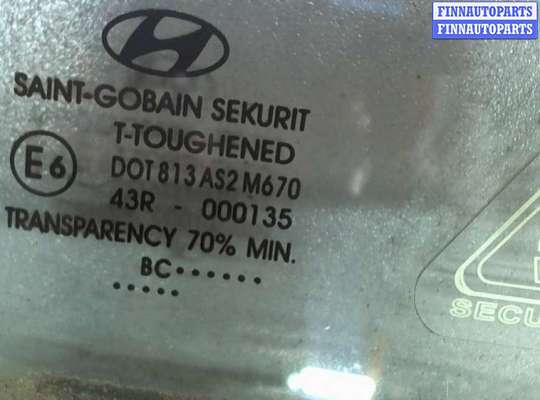 FINNAUTOPARTS
FINNAUTOPARTS
SAINT-GOBAIN SEKURIT
T-TOUGHENED
E6
DOT 813 AS2 M670
43R - 000135
TRANSPARENCY 70% MIN.
BC••••••
•••••
SECU